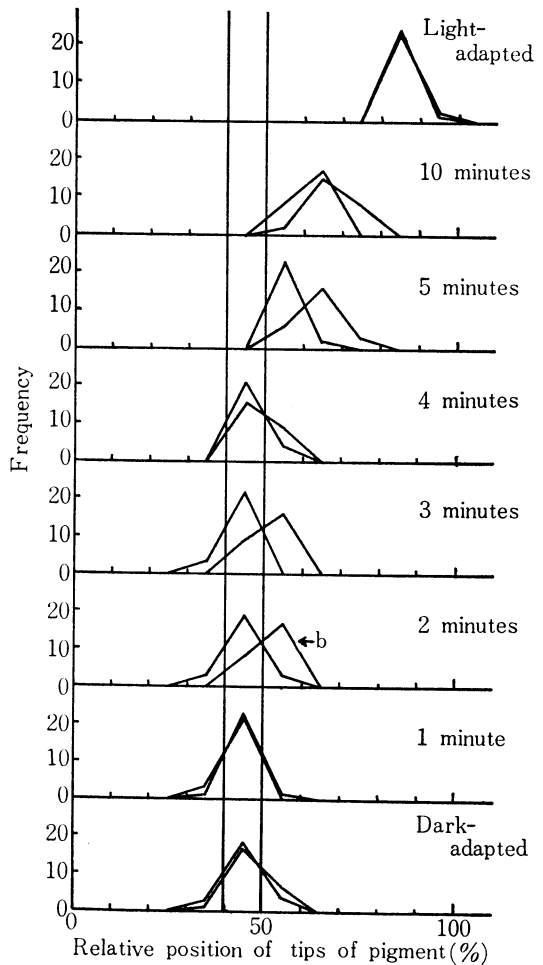 Light-
adapted
20
10
0
10 minutes
20
10
0
5 minutes
20
10
0
4 minutes
20
10
0
3 minutes
20
10
0
2 minutes
20
10
0
b
1 minute
20
10
0
Dark-
adapted
20
10
0
0 50 100
Frequency
Relative position of tips of pigment(%)